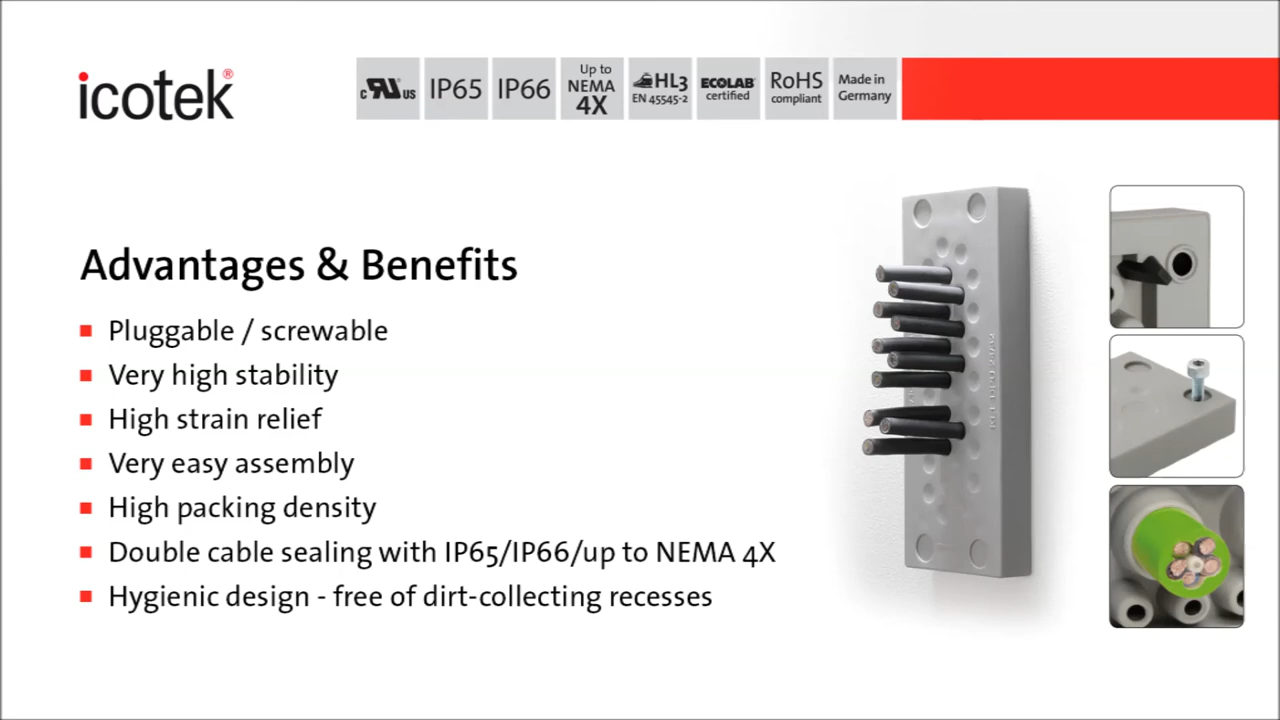 icotek®
c RU US
IP65
IP66
Up to
NEMA
4X
HL3
EN 45545-2
ECOLAB®
certified
RoHS
compliant
Made in
Germany
Advantages & Benefits
Pluggable / screwable
Very high stability
High strain relief
Very easy assembly
High packing density
Double cable sealing with IP65/IP66/up to NEMA 4X
Hygienic design - free of dirt-collecting recesses